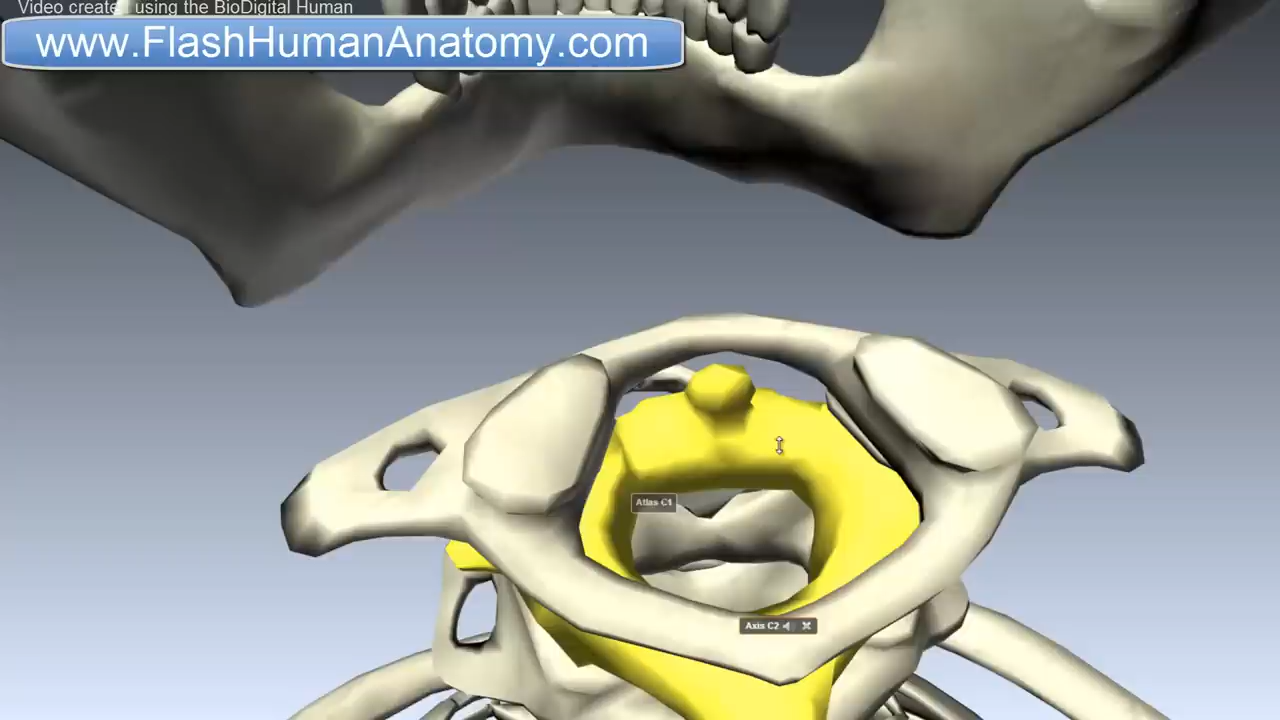 Video created using the BioDigital Human
www.FlashHumanAnatomy.com
Atlas C1
Axis C2